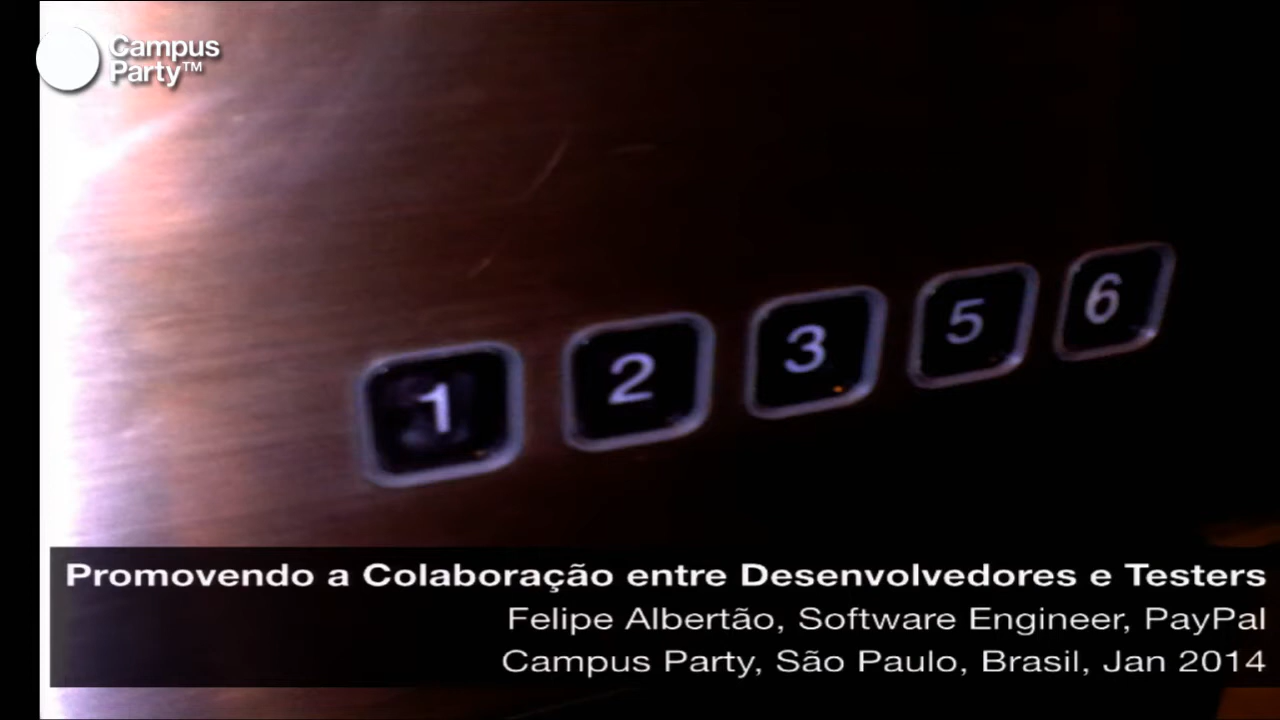 Campus
Party™
1 2 3 5 6
Promovendo a Colaboração entre Desenvolvedores e Testers
Felipe Albertão, Software Engineer, PayPal
Campus Party, São Paulo, Brasil, Jan 2014